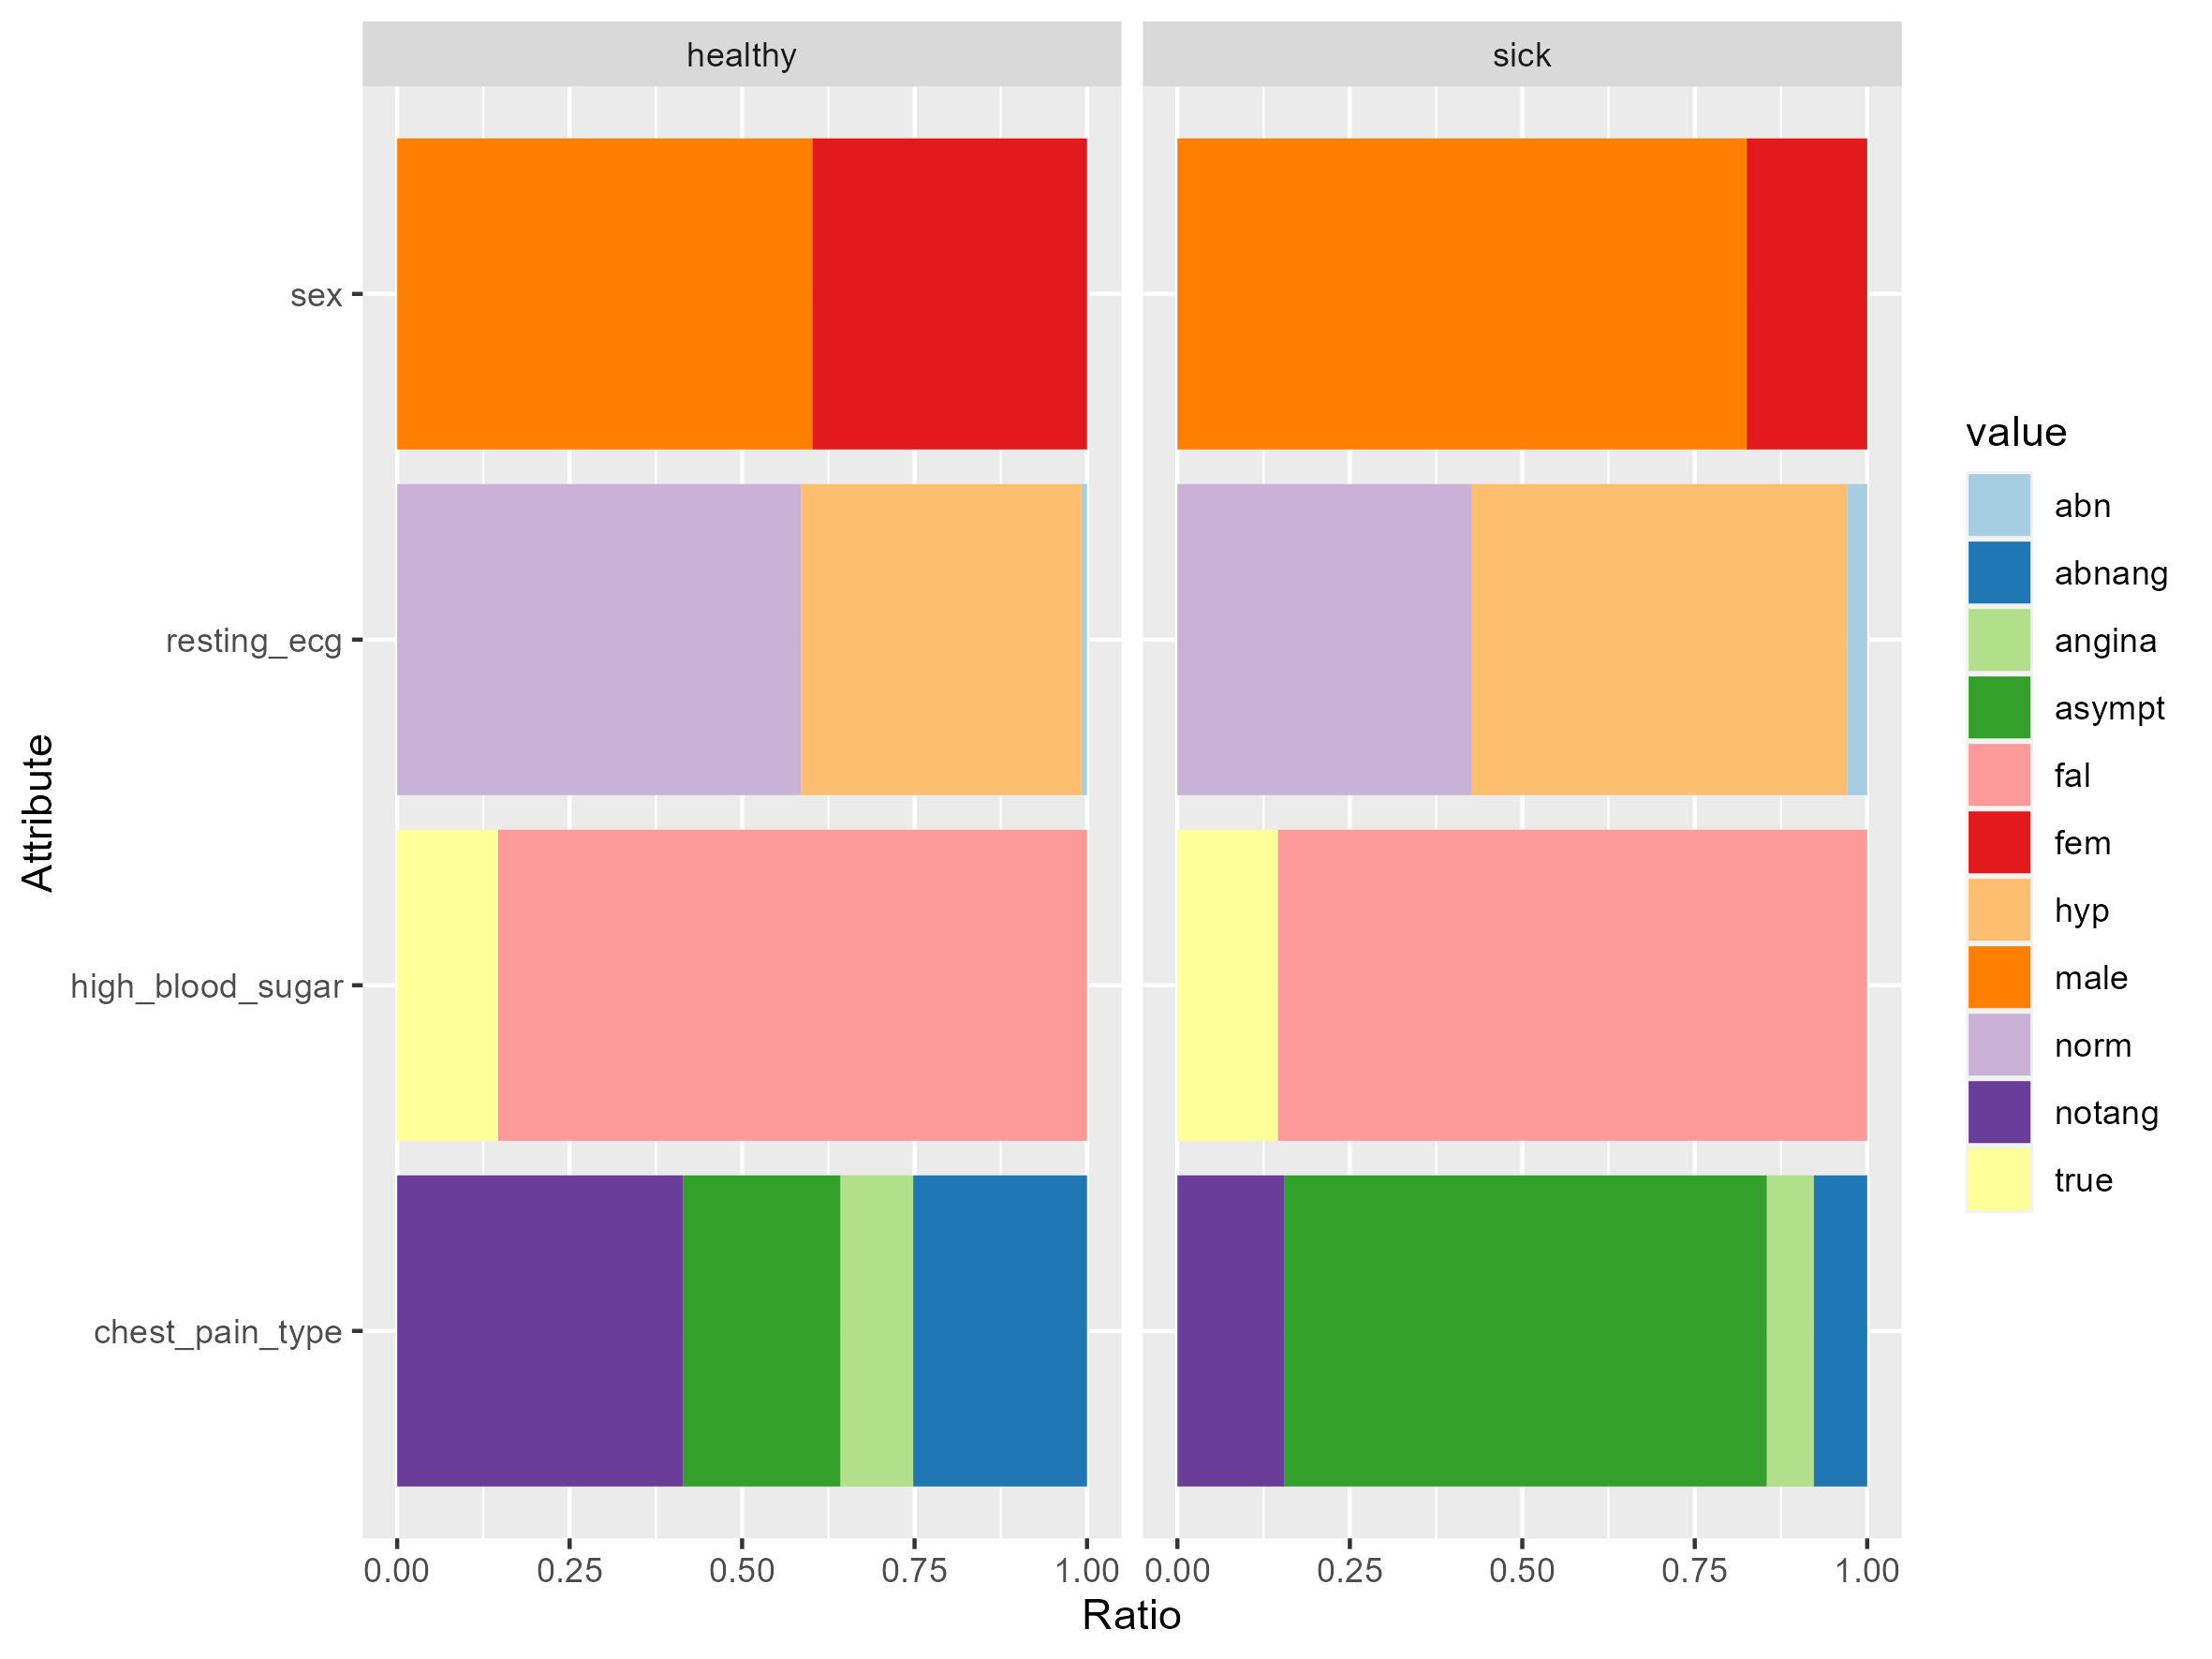 healthy
sick
sex
resting_ecg
high_blood_sugar
chest_pain_type
Attribute
0.00 0.25 0.50 0.75 1.00
0.00 0.25 0.50 0.75 1.00
Ratio
value
abn
abnang
angina
asympt
fal
fem
hyp
male
norm
notang
true